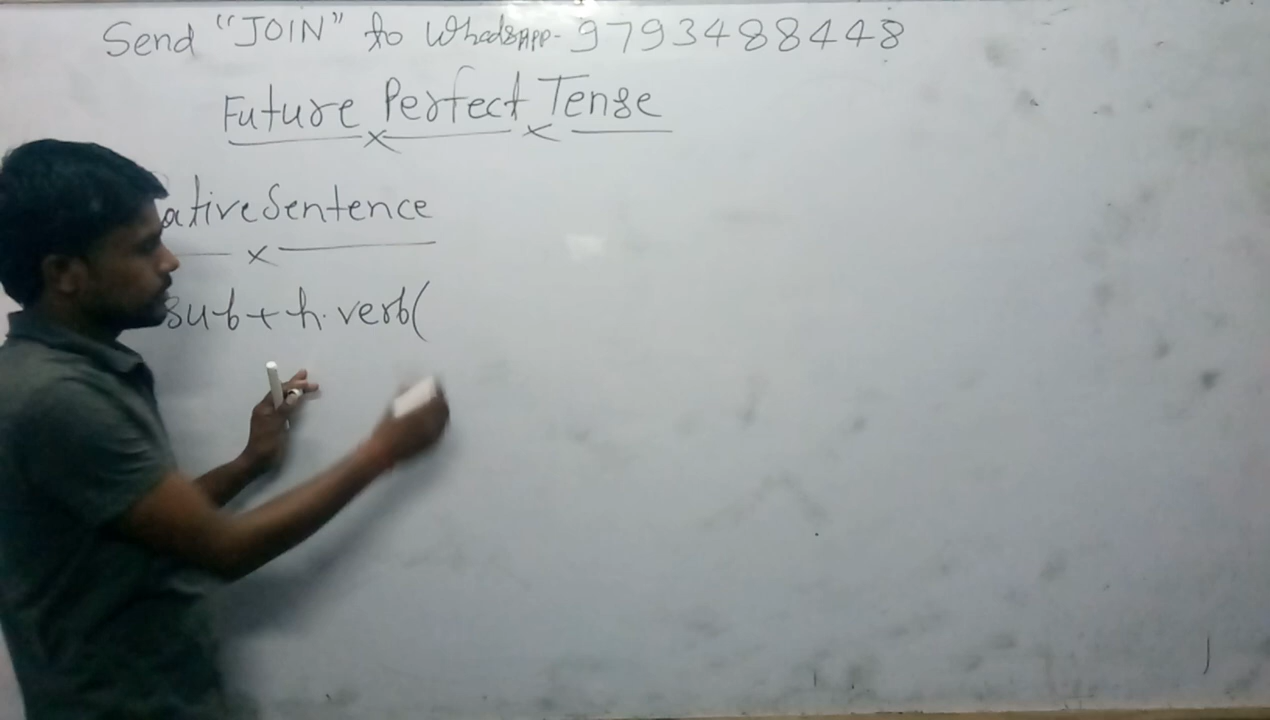 Send "JOIN" to WhatsApp- 9793488448
Future Perfect Tense
ative Sentence
sub + h. verb(